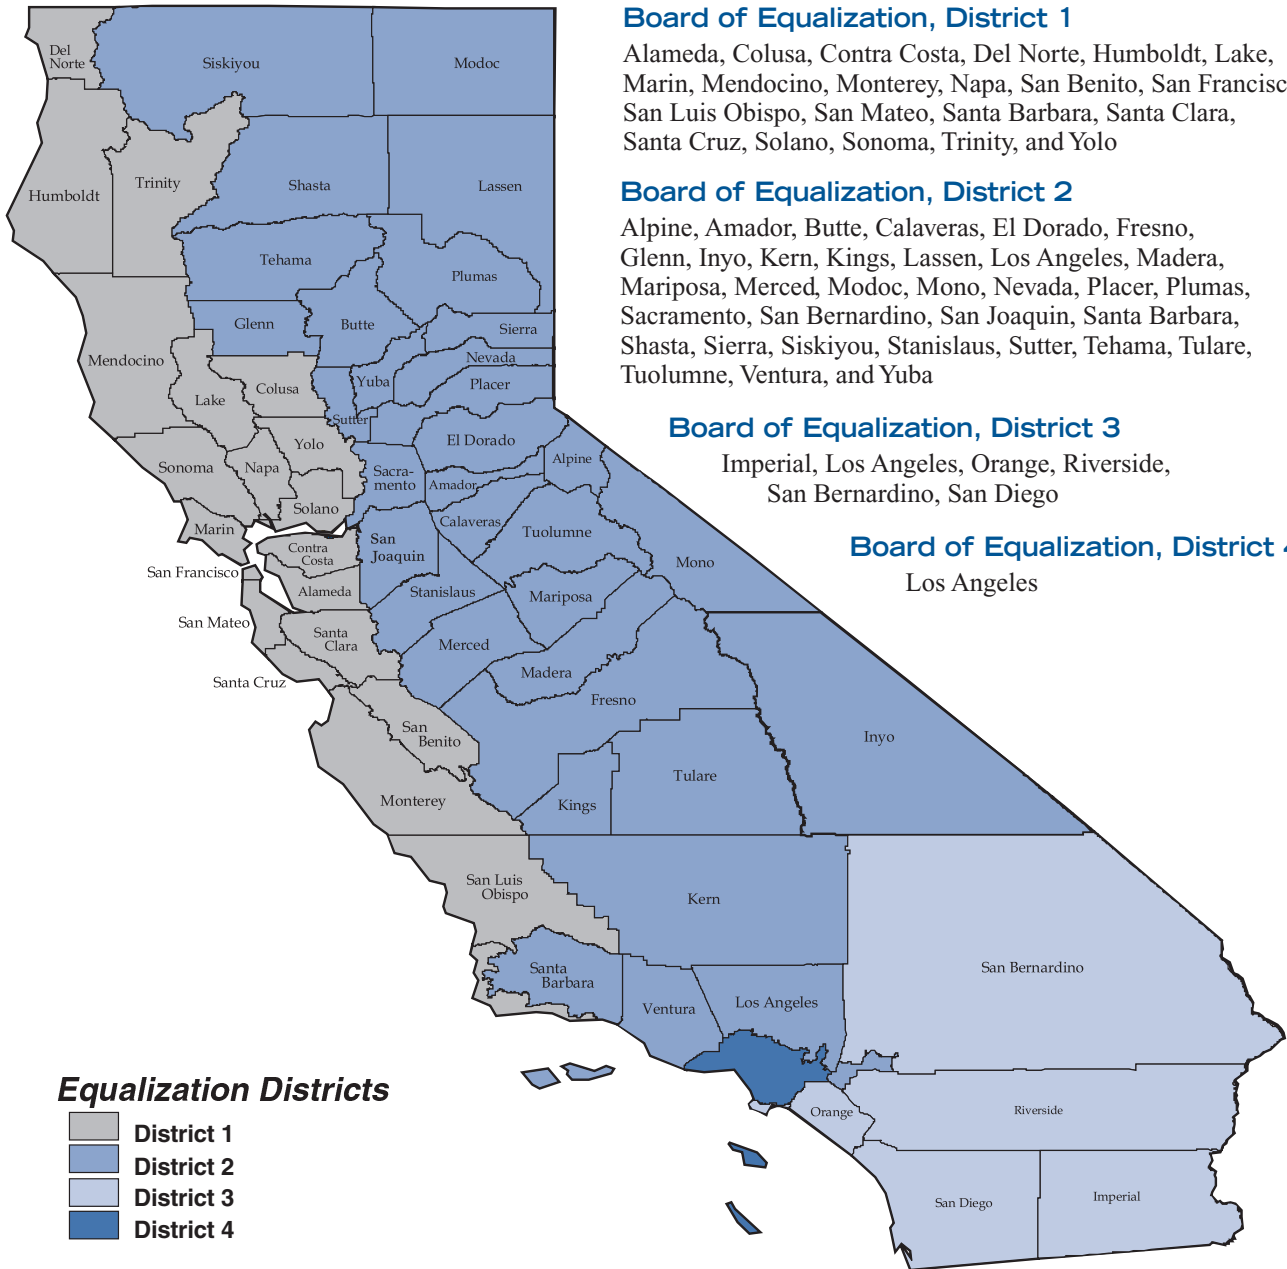 Board of Equalization, District 1
Alameda, Colusa, Contra Costa, Del Norte, Humboldt, Lake,
Marin, Mendocino, Monterey, Napa, San Benito, San Francisc
San Luis Obispo, San Mateo, Santa Barbara, Santa Clara,
Santa Cruz, Solano, Sonoma, Trinity, and Yolo
Board of Equalization, District 2
Alpine, Amador, Butte, Calaveras, El Dorado, Fresno,
Glenn, Inyo, Kern, Kings, Lassen, Los Angeles, Madera,
Mariposa, Merced, Modoc, Mono, Nevada, Placer, Plumas,
Sacramento, San Bernardino, San Joaquin, Santa Barbara,
Shasta, Sierra, Siskiyou, Stanislaus, Sutter, Tehama, Tulare,
Tuolumne, Ventura, and Yuba
Board of Equalization, District 3
Imperial, Los Angeles, Orange, Riverside,
San Bernardino, San Diego
Board of Equalization, District 4
Los Angeles
Del
Norte
Siskiyou
Modoc
Humboldt
Trinity
Shasta
Lassen
Tehama
Plumas
Glenn
Butte
Sierra
Mendocino
Nevada
Yuba
Placer
Colusa
Lake
Sutter
Yolo
El Dorado
Sonoma
Napa
Sacra-
mento
Alpine
Amador
Solano
Marin
Calaveras
Tuolumne
San
Joaquin
Contra
Costa
San Francisco
Mono
Alameda
Stanislaus
Mariposa
San Mateo
Santa
Clara
Merced
Madera
Santa Cruz
Fresno
San
Benito
Inyo
Tulare
Monterey
Kings
San Luis
Obispo
Kern
Santa
Barbara
San Bernardino
Ventura
Los Angeles
Orange
Riverside
San Diego
Imperial
Equalization Districts
District 1
District 2
District 3
District 4